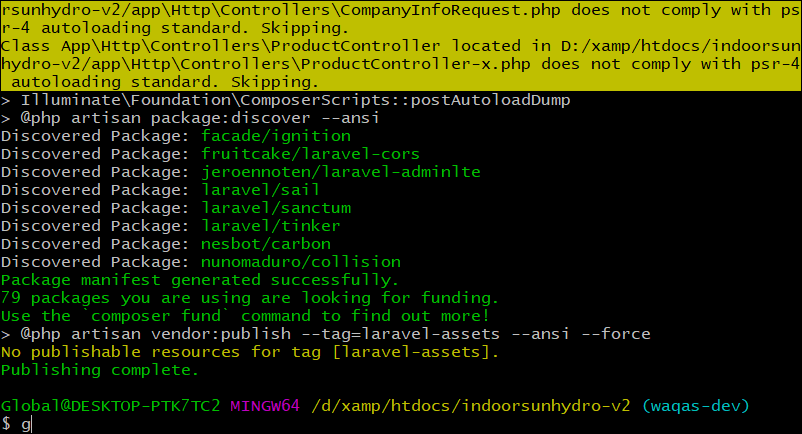 rsunhydro-v2/app\Http\Controllers\CompanyInfoRequest.php does not comply with ps
r-4 autoloading standard. Skipping.
Class App\Http\Controllers\ProductController located in D:/xamp/htdocs/indoorsun
hydro-v2/app\Http\Controllers\ProductController-x.php does not comply with psr-4
 autoloading standard. Skipping.
> Illuminate\Foundation\ComposerScripts::postAutoloadDump
> @php artisan package:discover --ansi
Discovered Package: facade/ignition
Discovered Package: fruitcake/laravel-cors
Discovered Package: jeroennoten/laravel-adminlte
Discovered Package: laravel/sail
Discovered Package: laravel/sanctum
Discovered Package: laravel/tinker
Discovered Package: nesbot/carbon
Discovered Package: nunomaduro/collision
Package manifest generated successfully.
79 packages you are using are looking for funding.
Use the `composer fund` command to find out more!
> @php artisan vendor:publish --tag=laravel-assets --ansi --force
No publishable resources for tag [laravel-assets].
Publishing complete.
Global@DESKTOP-PTK7TC2 MINGW64 /d/xamp/htdocs/indoorsunhydro-v2 (waqas-dev)
$ g